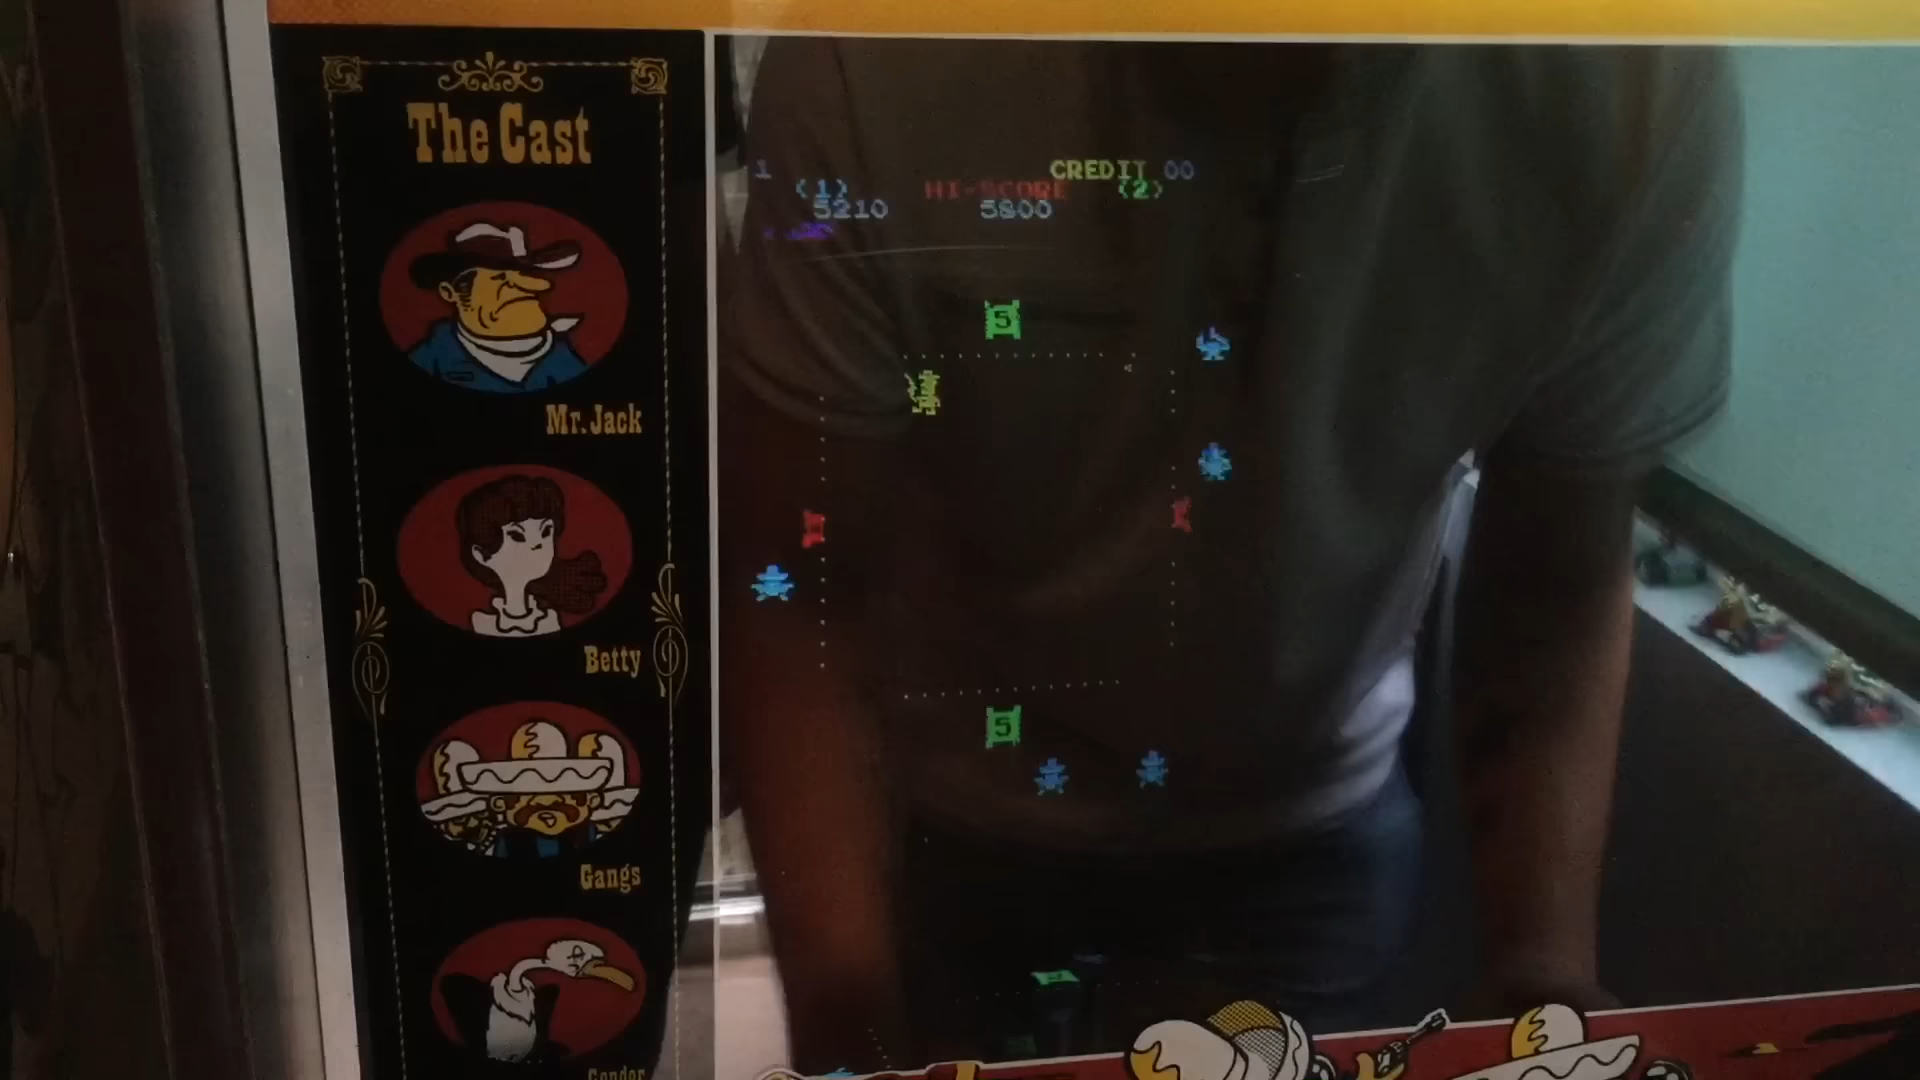 The Cast
Mr. Jack
Betty
Gangs
1 CREDIT 00
(1) HI-SCORE (2)
5210 5800
5
5